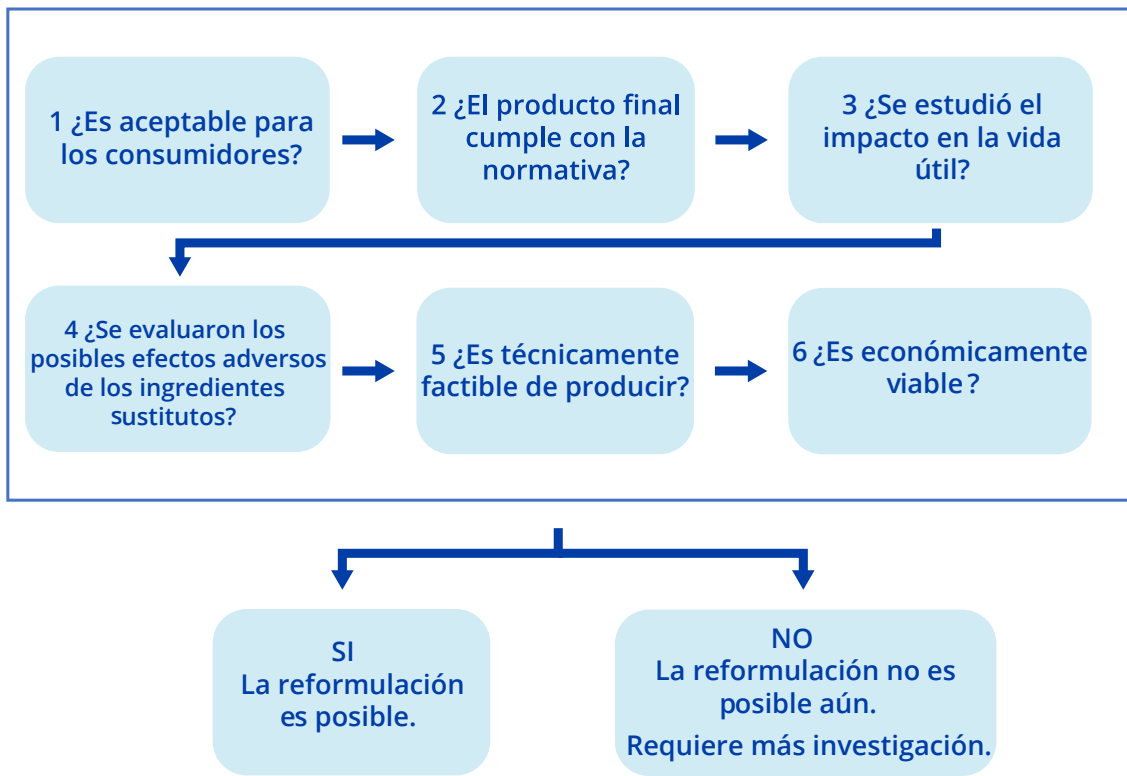 1 ¿Es aceptable para
los consumidores?
2 ¿El producto final
cumple con la
normativa?
3 ¿Se estudió el
impacto en la vida
útil?
4 ¿Se evaluaron los
posibles efectos adversos
de los ingredientes
sustitutos?
5 ¿Es técnicamente
factible de producir?
6 ¿Es económicamente
viable ?
SI
La reformulación
es posible.
NO
La reformulación no es
posible aún.
Requiere más investigación.